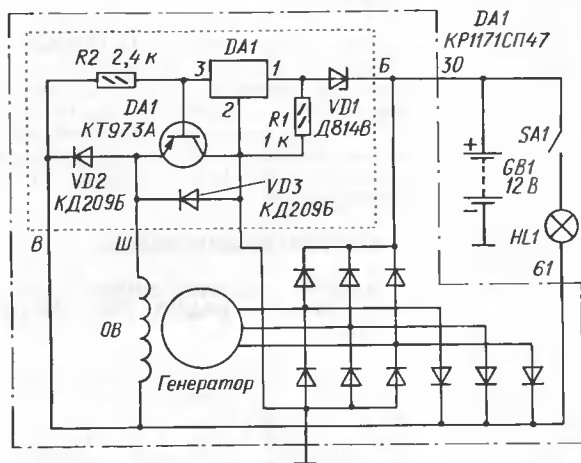 DA1
КР1171СП47
R2 2,4 к
DA1
3
1
2
Б
30
DA1
КТ973А
R1
1 к
VD1
Д814В
SA1
VD2
КД209Б
VD3
КД209Б
+
GB1
12 В
-
HL1
В
Ш
61
ОВ
Генератор